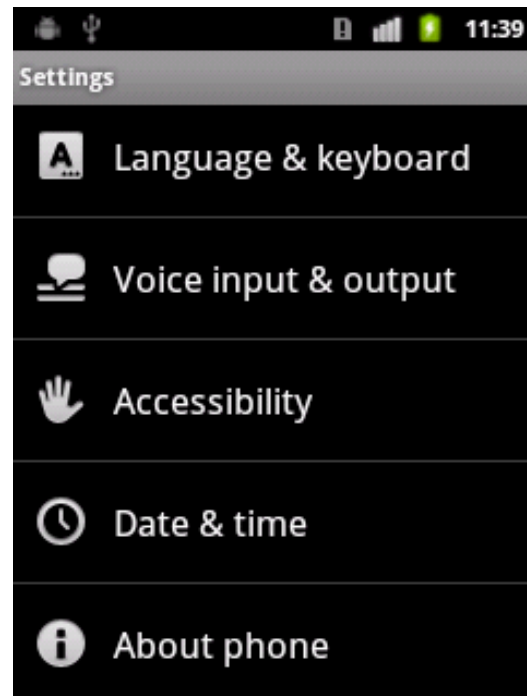 11:39
Settings
Language & keyboard
Voice input & output
Accessibility
Date & time
About phone